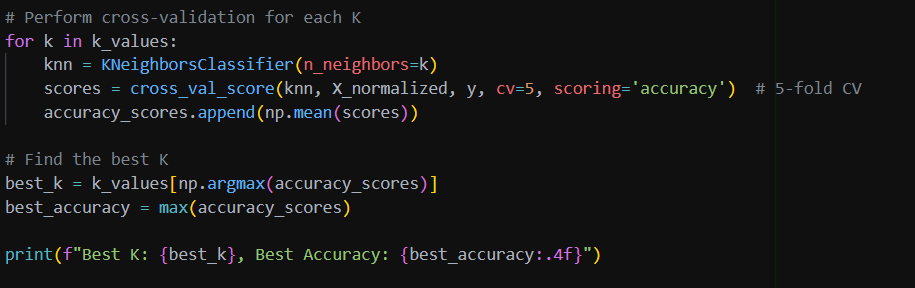 # Perform cross-validation for each K
for k in k_values:
    knn = KNeighborsClassifier(n_neighbors=k)
    scores = cross_val_score(knn, X_normalized, y, cv=5, scoring='accuracy')  # 5-fold CV
    accuracy_scores.append(np.mean(scores))

# Find the best K
best_k = k_values[np.argmax(accuracy_scores)]
best_accuracy = max(accuracy_scores)

print(f"Best K: {best_k}, Best Accuracy: {best_accuracy:.4f}")